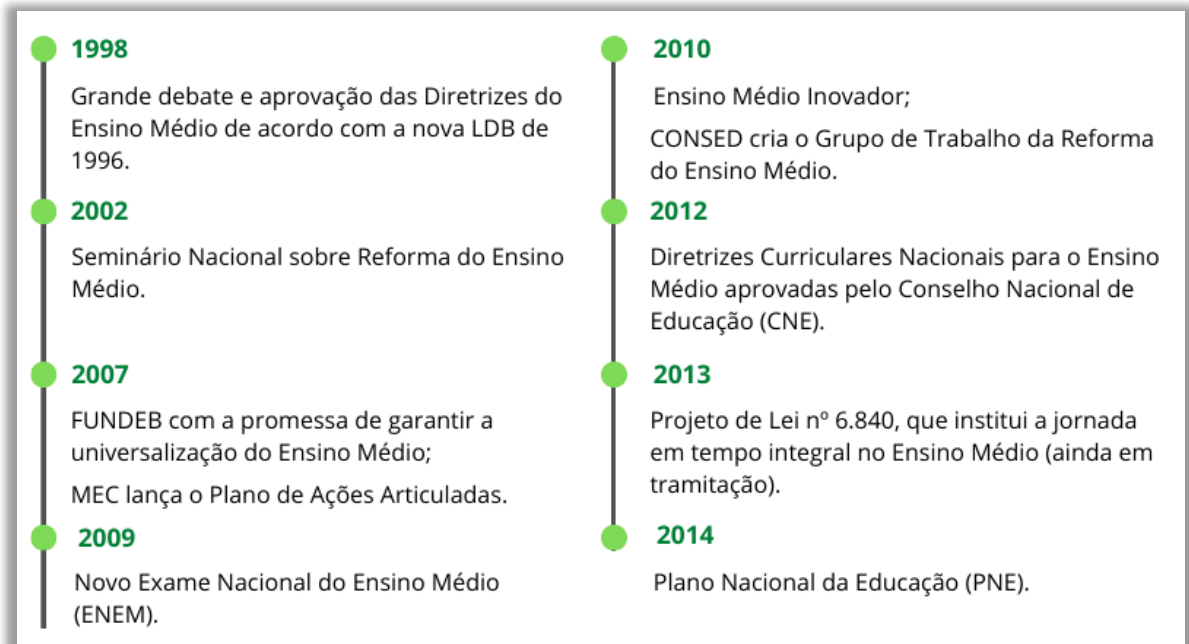 1998
Grande debate e aprovação das Diretrizes do
Ensino Médio de acordo com a nova LDB de
1996.
2002
Seminário Nacional sobre Reforma do Ensino
Médio.
2007
FUNDEB com a promessa de garantir a
universalização do Ensino Médio;
MEC lança o Plano de Ações Articuladas.
2009
Novo Exame Nacional do Ensino Médio
(ENEM).
2010
Ensino Médio Inovador;
CONSED cria o Grupo de Trabalho da Reforma
do Ensino Médio.
2012
Diretrizes Curriculares Nacionais para o Ensino
Médio aprovadas pelo Conselho Nacional de
Educação (CNE).
2013
Projeto de Lei nº 6.840, que institui a jornada
em tempo integral no Ensino Médio (ainda em
tramitação).
2014
Plano Nacional da Educação (PNE).